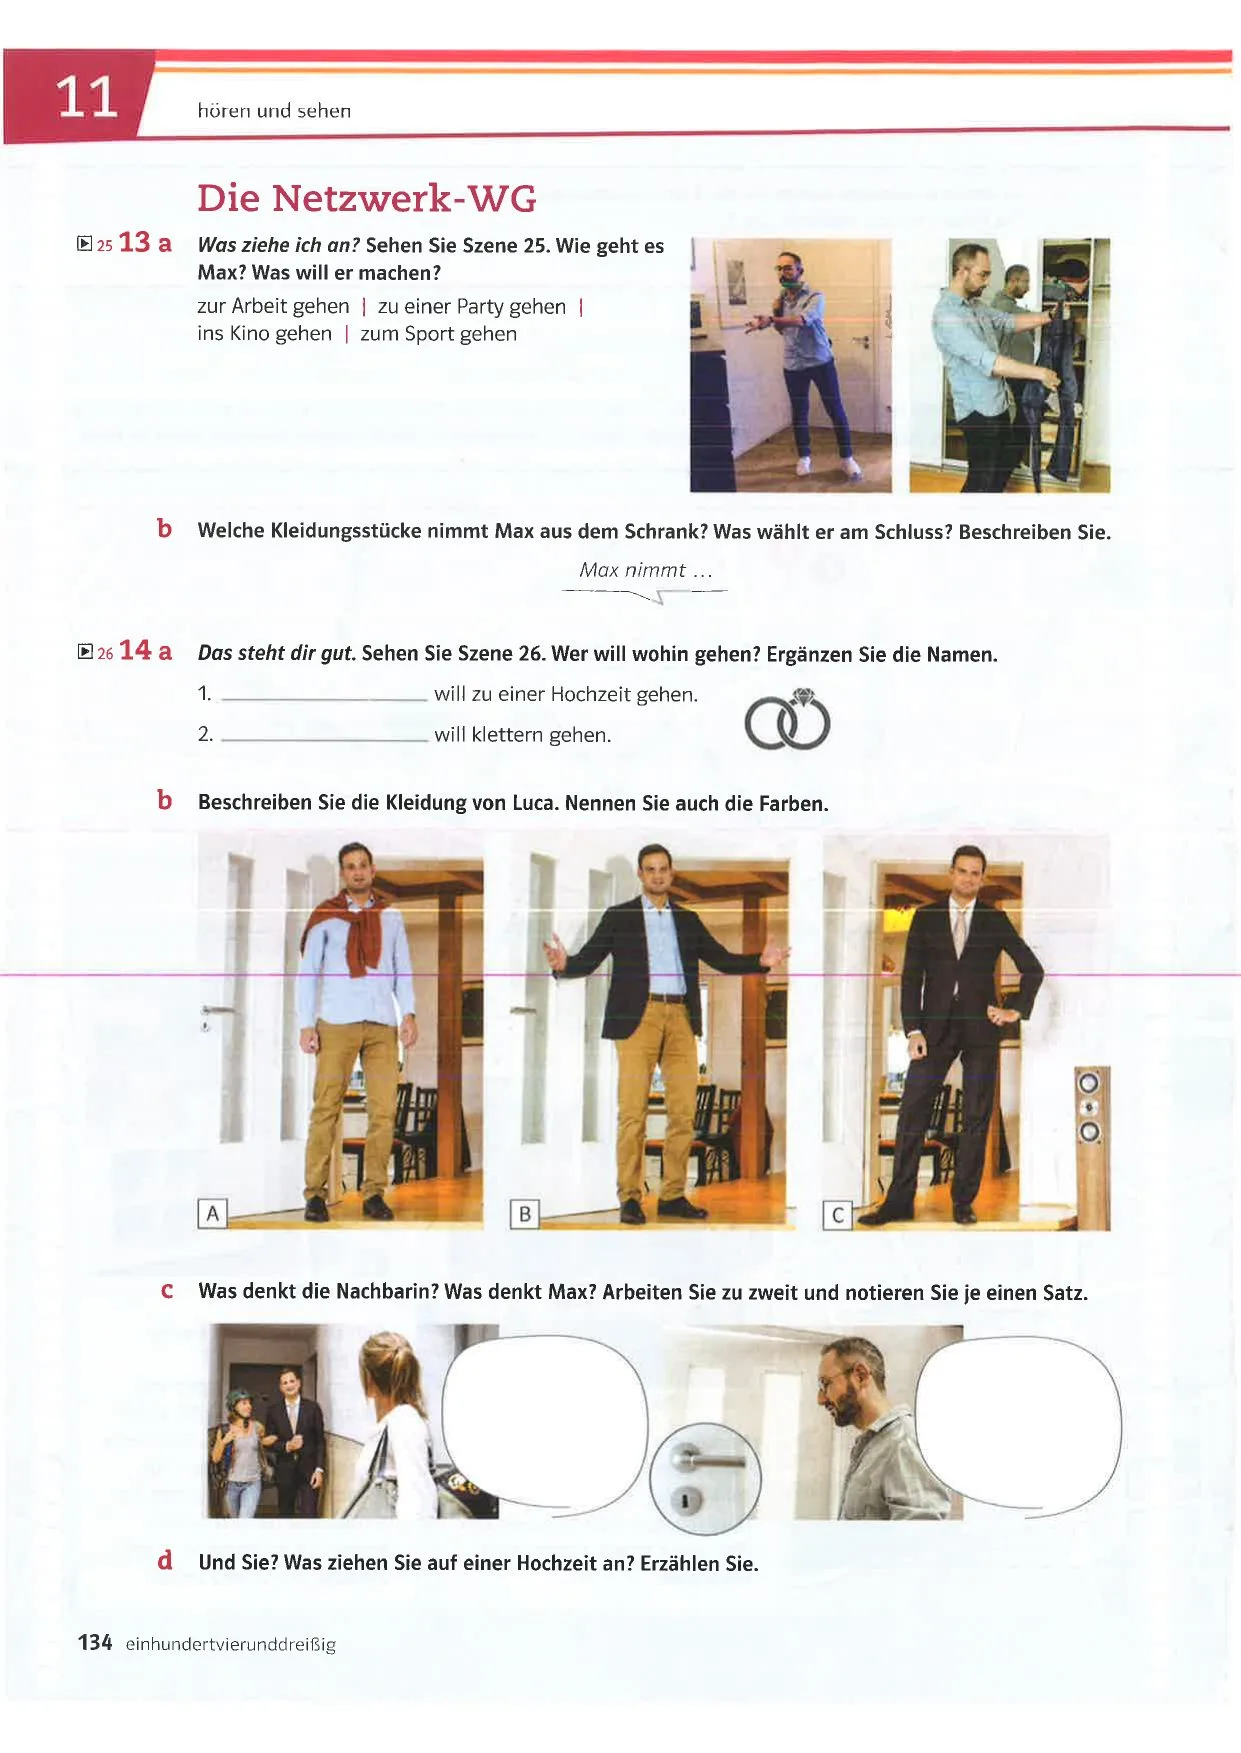 11
hören und sehen
Die Netzwerk-WG
25 13 a Was ziehe ich an? Sehen Sie Szene 25. Wie geht es
Max? Was will er machen?
zur Arbeit gehen | zu einer Party gehen |
ins Kino gehen | zum Sport gehen
b Welche Kleidungsstücke nimmt Max aus dem Schrank? Was wählt er am Schluss? Beschreiben Sie.
Max nimmt ...
26 14 a Das steht dir gut. Sehen Sie Szene 26. Wer will wohin gehen? Ergänzen Sie die Namen.
1. ____________________ will zu einer Hochzeit gehen.
2. ____________________ will klettern gehen.
b Beschreiben Sie die Kleidung von Luca. Nennen Sie auch die Farben.
A B C
c Was denkt die Nachbarin? Was denkt Max? Arbeiten Sie zu zweit und notieren Sie je einen Satz.
d Und Sie? Was ziehen Sie auf einer Hochzeit an? Erzählen Sie.
134 einhundertvierunddreißig